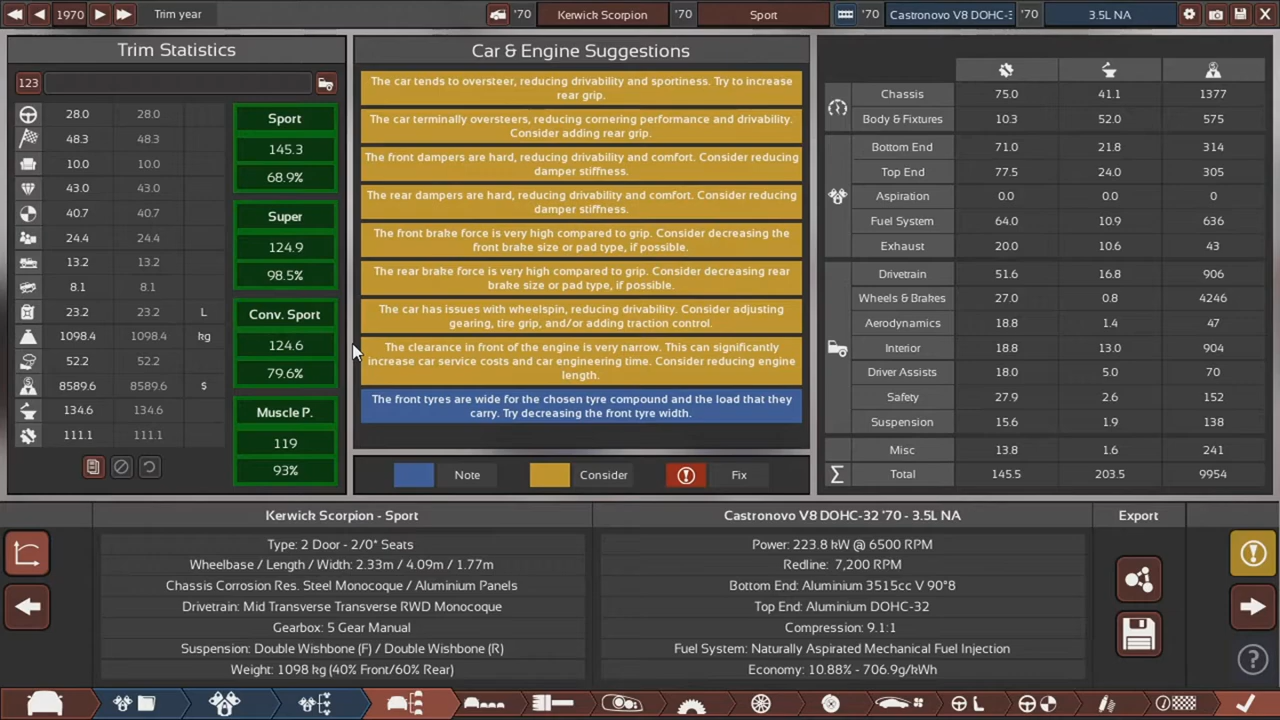 1970
Trim year
'70
Kerwick Scorpion
'70
Sport
'70
Castronovo V8 DOHC-3
'70
3.5L NA
Trim Statistics
123
28.0 28.0
48.3 48.3
10.0 10.0
43.0 43.0
40.7 40.7
24.4 24.4
13.2 13.2
8.1 8.1
23.2 23.2 L
1098.4 1098.4 kg
52.2 52.2
8589.6 8589.6 $
134.6 134.6
111.1 111.1
Sport
145.3
68.9%
Super
124.9
98.5%
Conv. Sport
124.6
79.6%
Muscle P.
119
93%
Car & Engine Suggestions
The car tends to oversteer, reducing drivability and sportiness. Try to increase
rear grip.
The car terminally oversteers, reducing cornering performance and drivability.
Consider adding rear grip.
The front dampers are hard, reducing drivability and comfort. Consider reducing
damper stiffness.
The rear dampers are hard, reducing drivability and comfort. Consider reducing
damper stiffness.
The front brake force is very high compared to grip. Consider decreasing the
front brake size or pad type, if possible.
The rear brake force is very high compared to grip. Consider decreasing rear
brake size or pad type, if possible.
The car has issues with wheelspin, reducing drivability. Consider adjusting
gearing, tire grip, and/or adding traction control.
The clearance in front of the engine is very narrow. This can significantly
increase car service costs and car engineering time. Consider reducing engine
length.
The front tyres are wide for the chosen tyre compound and the load that they
carry. Try decreasing the front tyre width.
Note
Consider
Fix
Chassis 75.0 41.1 1377
Body & Fixtures 10.3 52.0 575
Bottom End 71.0 21.8 314
Top End 77.5 24.0 305
Aspiration 0.0 0.0 0
Fuel System 64.0 10.9 636
Exhaust 20.0 10.6 43
Drivetrain 51.6 16.8 906
Wheels & Brakes 27.0 0.8 4246
Aerodynamics 18.8 1.4 47
Interior 18.8 13.0 904
Driver Assists 18.0 5.0 70
Safety 27.9 2.6 152
Suspension 15.6 1.9 138
Misc 13.8 1.6 241
Σ Total 145.5 203.5 9954
Kerwick Scorpion - Sport
Type: 2 Door - 2/0* Seats
Wheelbase / Length / Width: 2.33m / 4.09m / 1.77m
Chassis Corrosion Res. Steel Monocoque / Aluminium Panels
Drivetrain: Mid Transverse Transverse RWD Monocoque
Gearbox: 5 Gear Manual
Suspension: Double Wishbone (F) / Double Wishbone (R)
Weight: 1098 kg (40% Front/60% Rear)
Castronovo V8 DOHC-32 '70 - 3.5L NA
Power: 223.8 kW @ 6500 RPM
Redline: 7,200 RPM
Bottom End: Aluminium 3515cc V 90°8
Top End: Aluminium DOHC-32
Compression: 9.1:1
Fuel System: Naturally Aspirated Mechanical Fuel Injection
Economy: 10.88% - 706.9g/kWh
Export